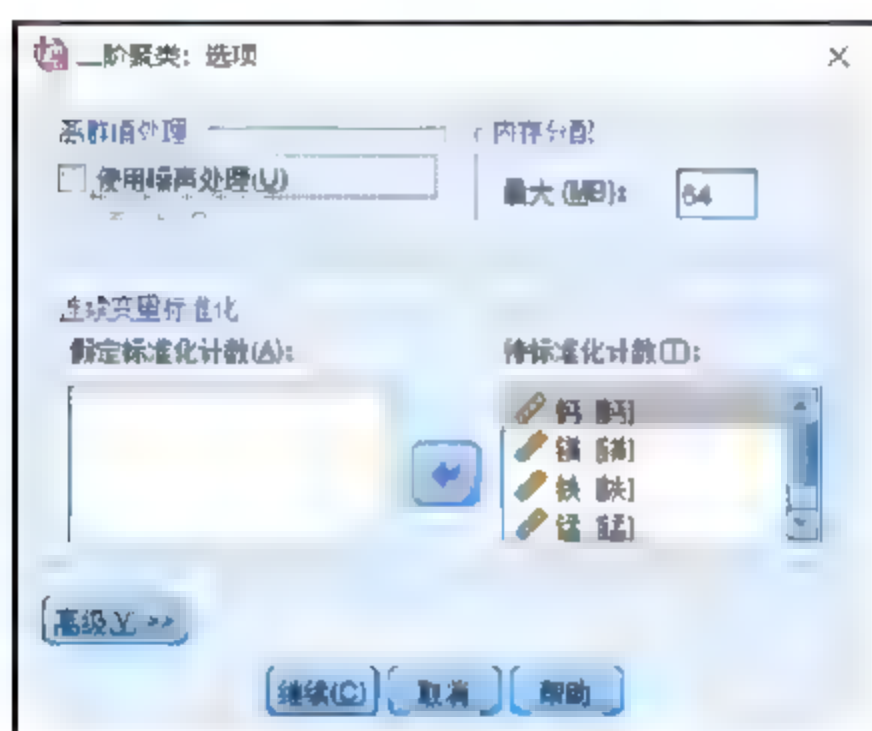 二阶聚类: 选项
离群值处理
使用噪声处理(U)
内存分配
最大 (MB):
64
连续变量标准化
假定标准化计数(A):
待标准化计数(T):
钙 [钙]
镁 [镁]
铁 [铁]
锰 [锰]
高级(V) >>
继续(C)
取消
帮助